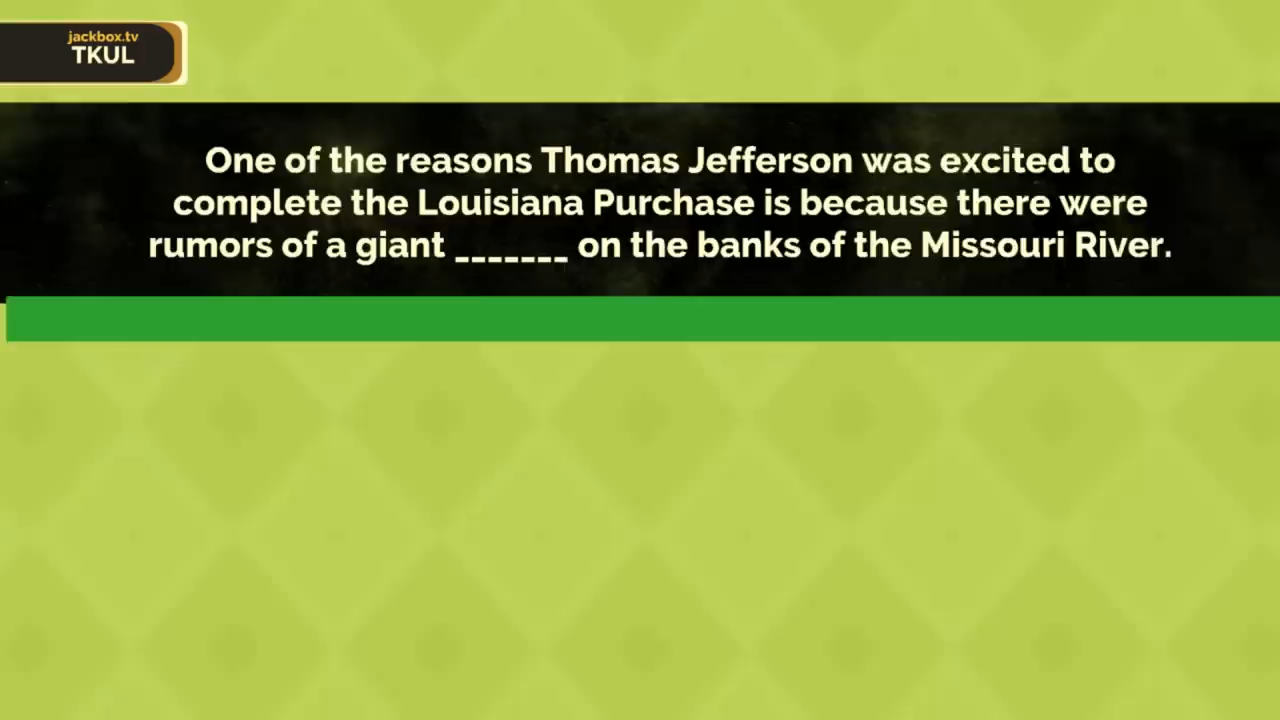 jackbox.tv
TKUL
One of the reasons Thomas Jefferson was excited to
complete the Louisiana Purchase is because there were
rumors of a giant _______ on the banks of the Missouri River.